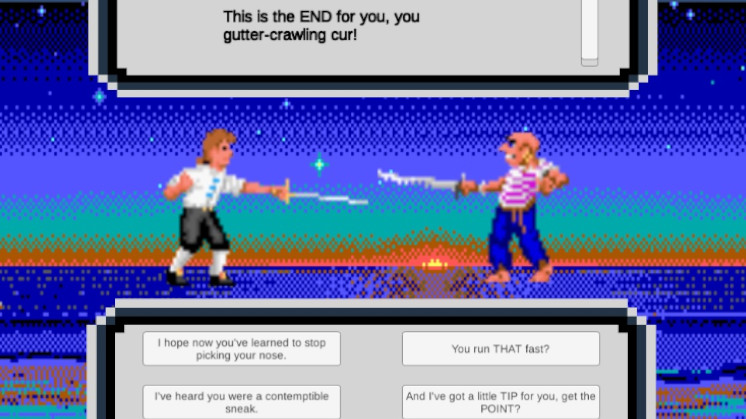 This is the END for you, you
gutter-crawling cur!
I hope now you've learned to stop
picking your nose.
You run THAT fast?
I've heard you were a contemptible
sneak.
And I've got a little TIP for you, get the
POINT?